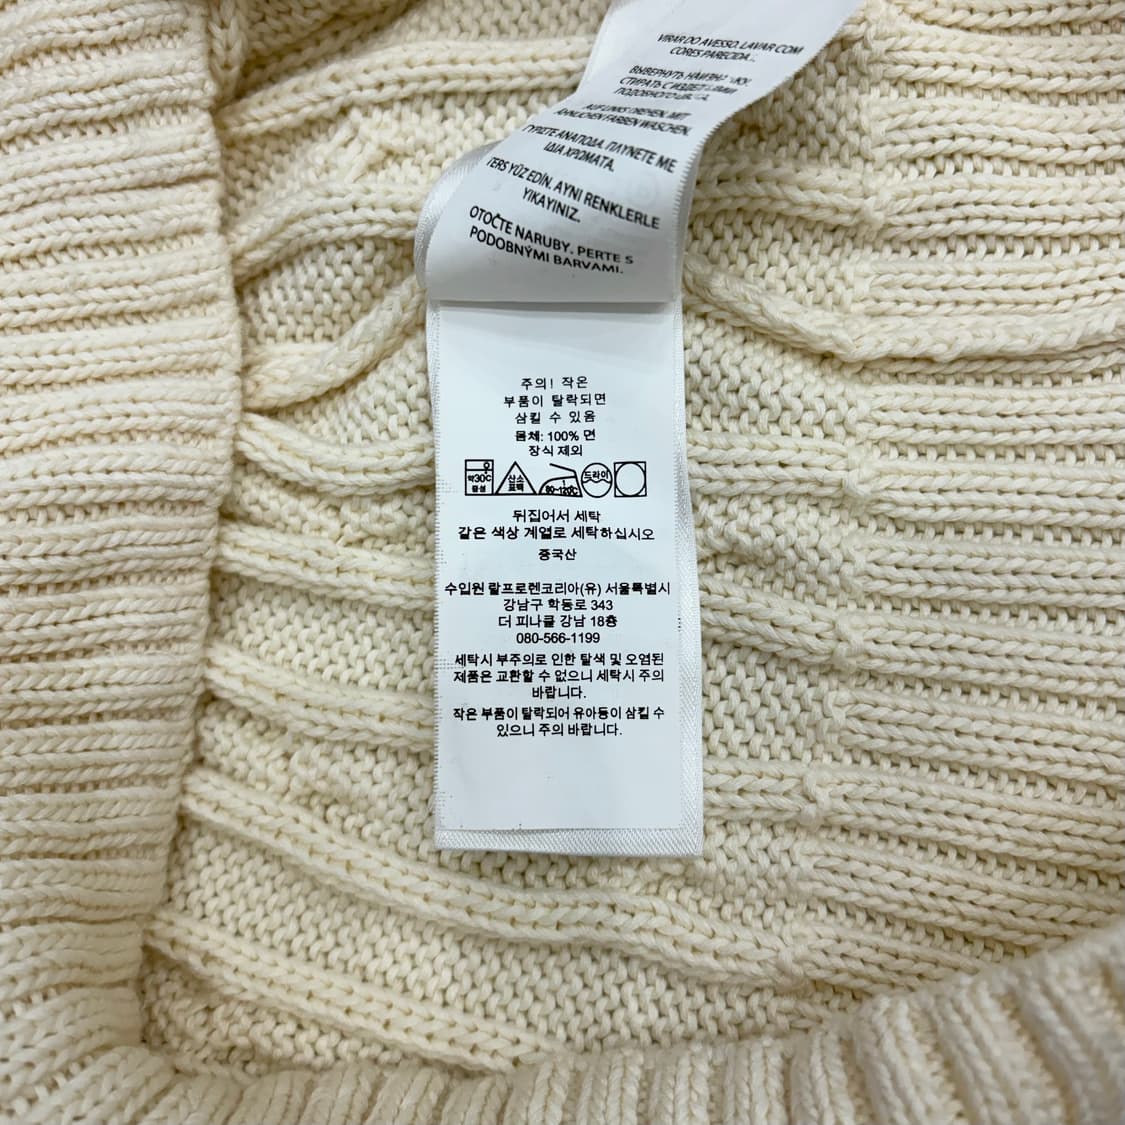 VIRAR DO AVESSO. LAVAR COM
CORES PARECIDA...
ВЫВЕРНУТЬ НАИЗНАНКУ.
СТИРАТЬ С ИЗДЕЛИЯМИ
ПОДОБНОГО ЦВЕТА.
AUF LINKS DREHEN. MIT
ÄHNLICHEN FARBEN WASCHEN.
ΓΥΡΙΣΤΕ ΑΝΑΠΟΔΑ. ΠΛΥΝΕΤΕ ΜΕ
ΙΔΙΑ ΧΡΩΜΑΤΑ.
TERS YÜZ EDİN. AYNI RENKLERLE
YIKAYINIZ.
OTOČTE NARUBY. PERTE S
PODOBNÝMI BARVAMI.
주의! 작은
부품이 탈락되면
삼킬 수 있음
몸체: 100% 면
장식 제외
약30℃
중성
산소
표백
1
80~120℃
드라이
뒤집어서 세탁
같은 색상 계열로 세탁하십시오
중국산
수입원 랄프로렌코리아(유) 서울특별시
강남구 학동로 343
더 피나클 강남 18층
080-566-1199
세탁시 부주의로 인한 탈색 및 오염된
제품은 교환할 수 없으니 세탁시 주의
바랍니다.
작은 부품이 탈락되어 유아등이 삼킬 수
있으니 주의 바랍니다.